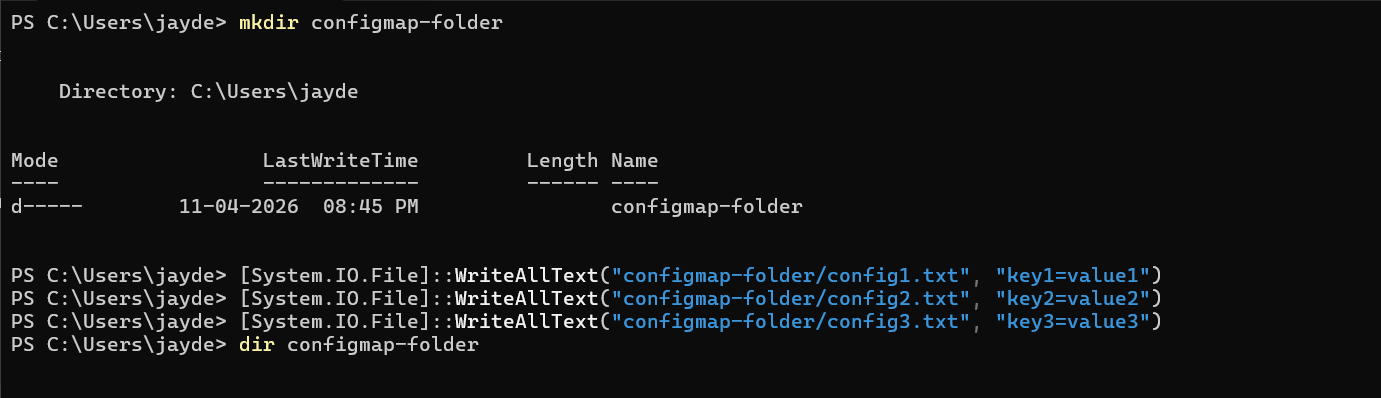 PS C:\Users\jayde> mkdir configmap-folder
Directory: C:\Users\jayde
Mode                 LastWriteTime         Length Name
----                 -------------         ------ ----
d-----        11-04-2026  08:45 PM                configmap-folder
PS C:\Users\jayde> [System.IO.File]::WriteAllText("configmap-folder/config1.txt", "key1=value1")
PS C:\Users\jayde> [System.IO.File]::WriteAllText("configmap-folder/config2.txt", "key2=value2")
PS C:\Users\jayde> [System.IO.File]::WriteAllText("configmap-folder/config3.txt", "key3=value3")
PS C:\Users\jayde> dir configmap-folder